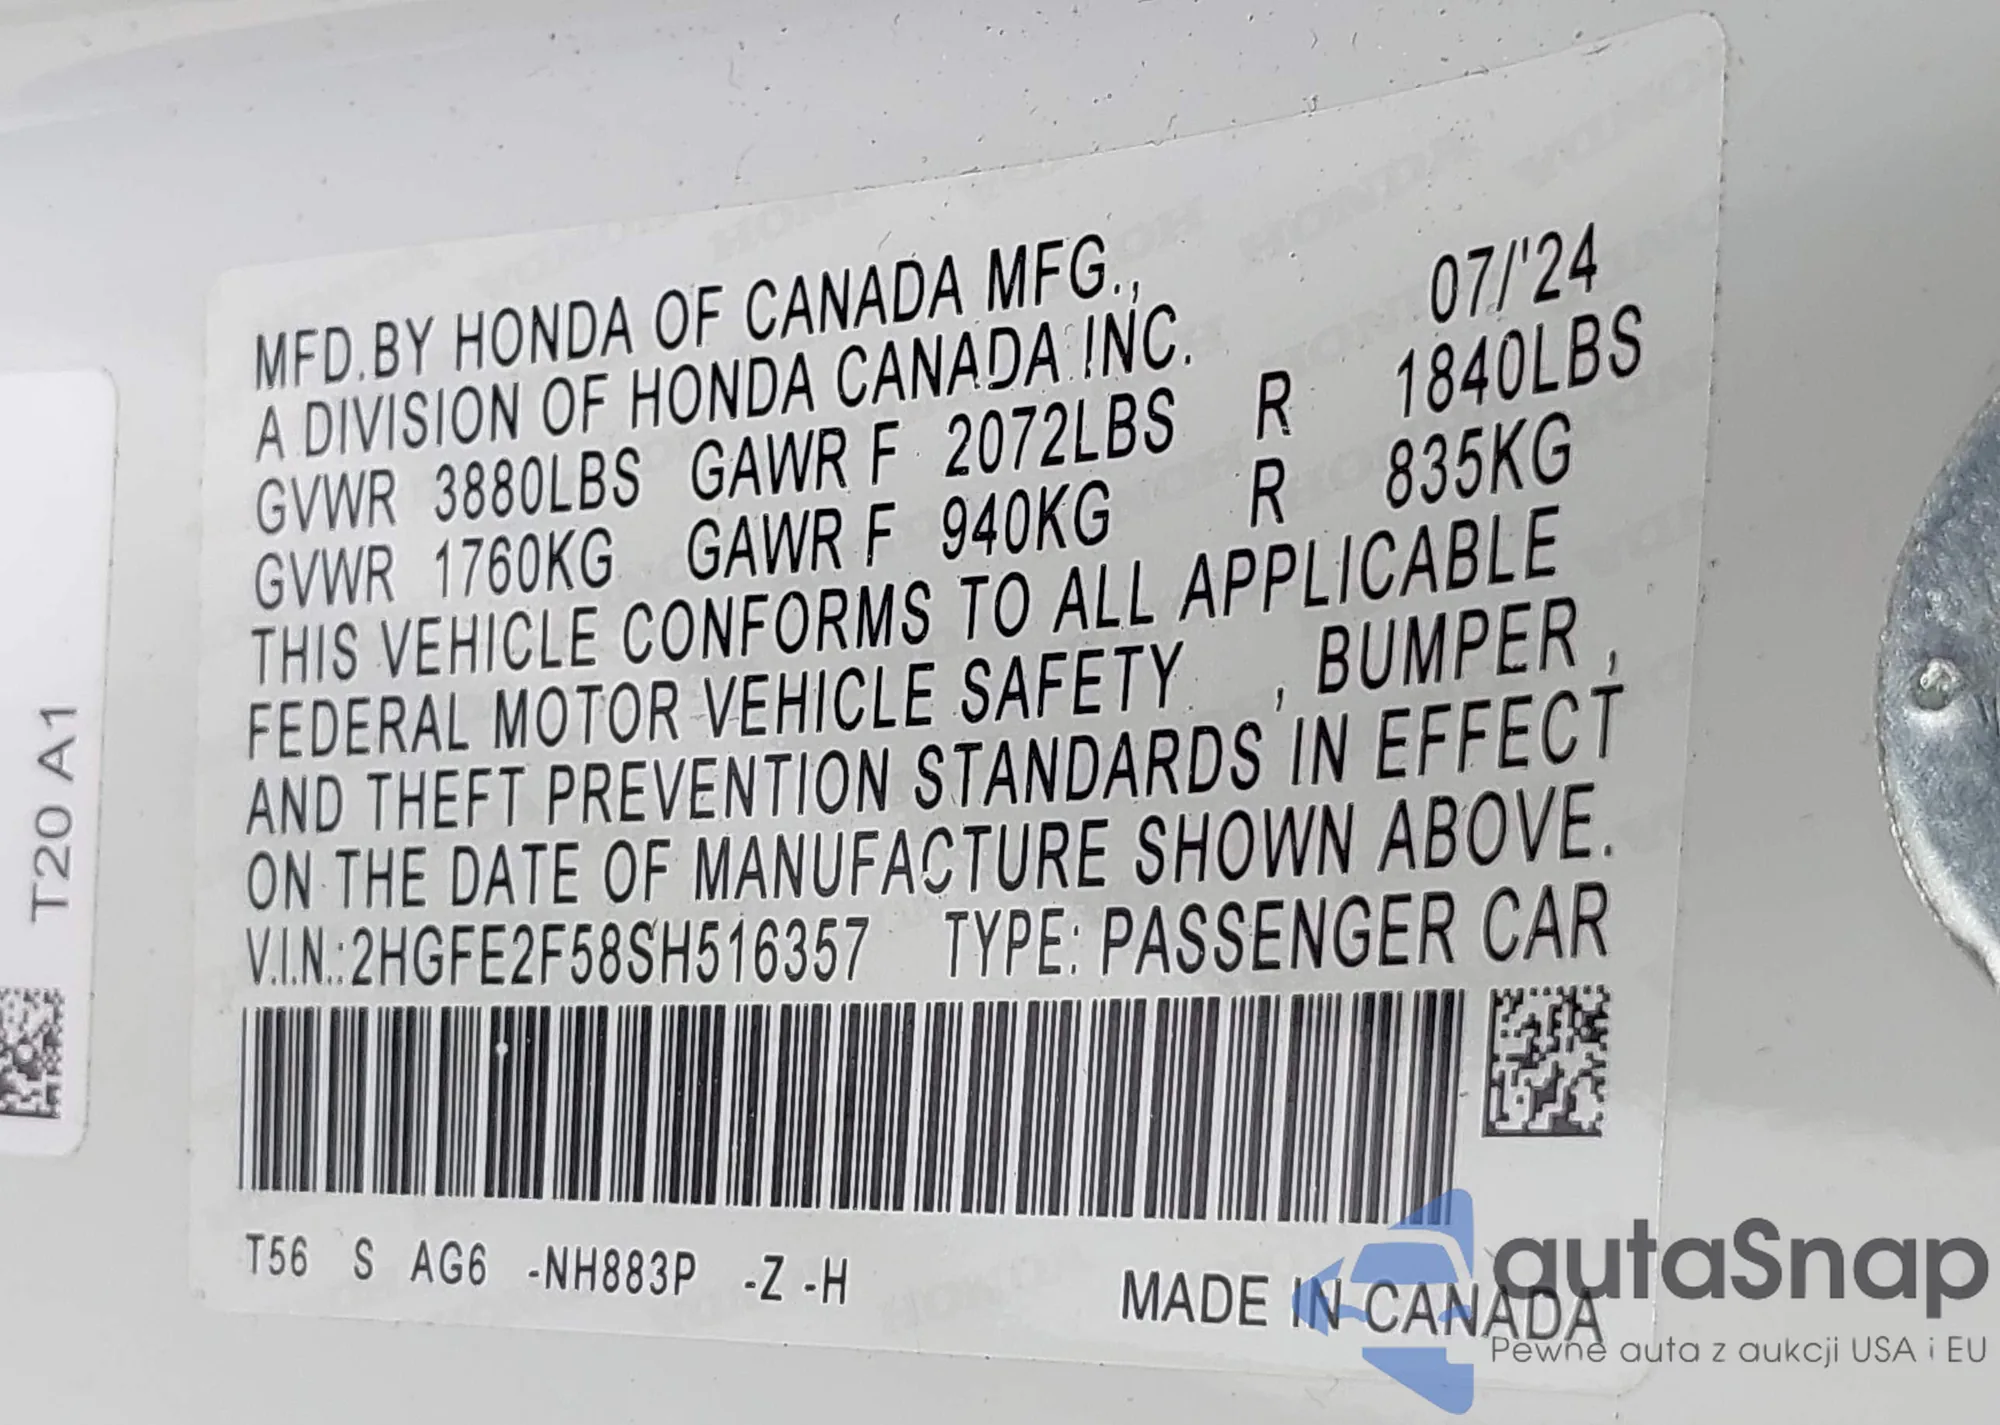 MFD.BY HONDA OF CANADA MFG., 07/'24
A DIVISION OF HONDA CANADA INC.
GVWR 3880LBS GAWR F 2072LBS R 1840LBS
GVWR 1760KG GAWR F 940KG R 835KG
THIS VEHICLE CONFORMS TO ALL APPLICABLE
FEDERAL MOTOR VEHICLE SAFETY , BUMPER ,
AND THEFT PREVENTION STANDARDS IN EFFECT
ON THE DATE OF MANUFACTURE SHOWN ABOVE.
V.I.N.:2HGFE2F58SH516357 TYPE: PASSENGER CAR
T56 S AG6 -NH883P -Z -H
MADE IN CANADA
T20 A1
autaSnap
Pewne auta z aukcji USA i EU